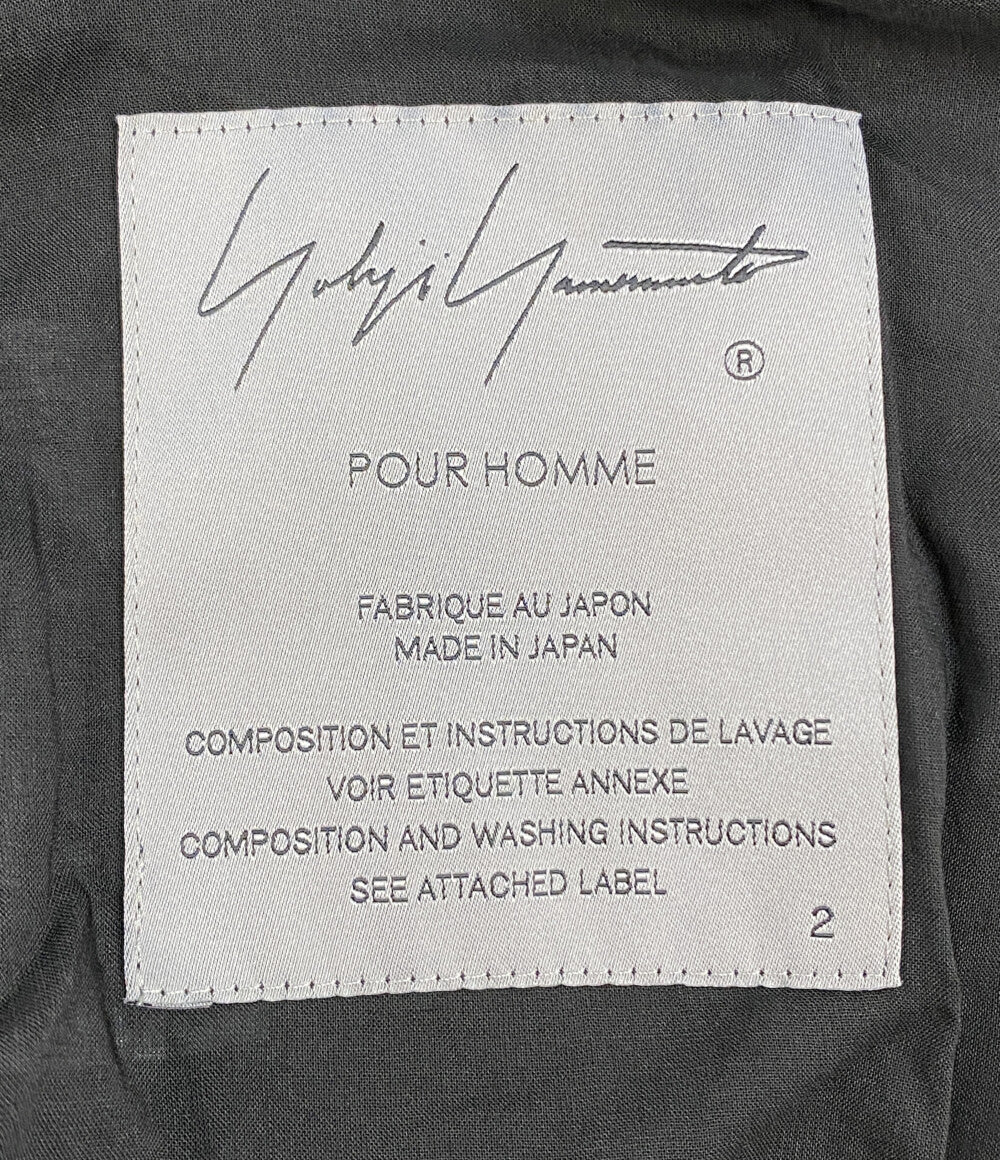 Yohji Yamamoto
®
POUR HOMME
FABRIQUE AU JAPON
MADE IN JAPAN
COMPOSITION ET INSTRUCTIONS DE LAVAGE
VOIR ETIQUETTE ANNEXE
COMPOSITION AND WASHING INSTRUCTIONS
SEE ATTACHED LABEL
2